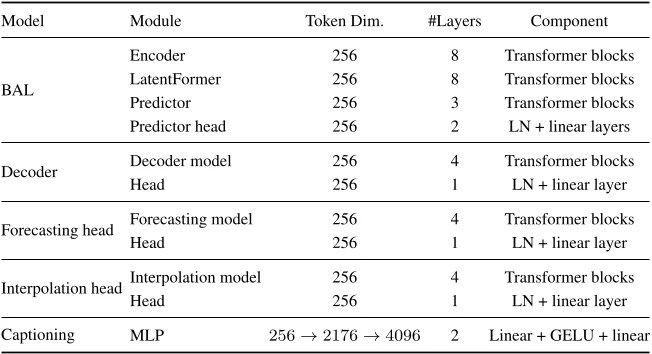 Model Module Token Dim. #Layers Component
BAL Encoder 256 8 Transformer blocks
LatentFormer 256 8 Transformer blocks
Predictor 256 3 Transformer blocks
Predictor head 256 2 LN + linear layers
Decoder Decoder model 256 4 Transformer blocks
Head 256 1 LN + linear layer
Forecasting head Forecasting model 256 4 Transformer blocks
Head 256 1 LN + linear layer
Interpolation head Interpolation model 256 4 Transformer blocks
Head 256 1 LN + linear layer
Captioning MLP 256 → 2176 → 4096 2 Linear + GELU + linear